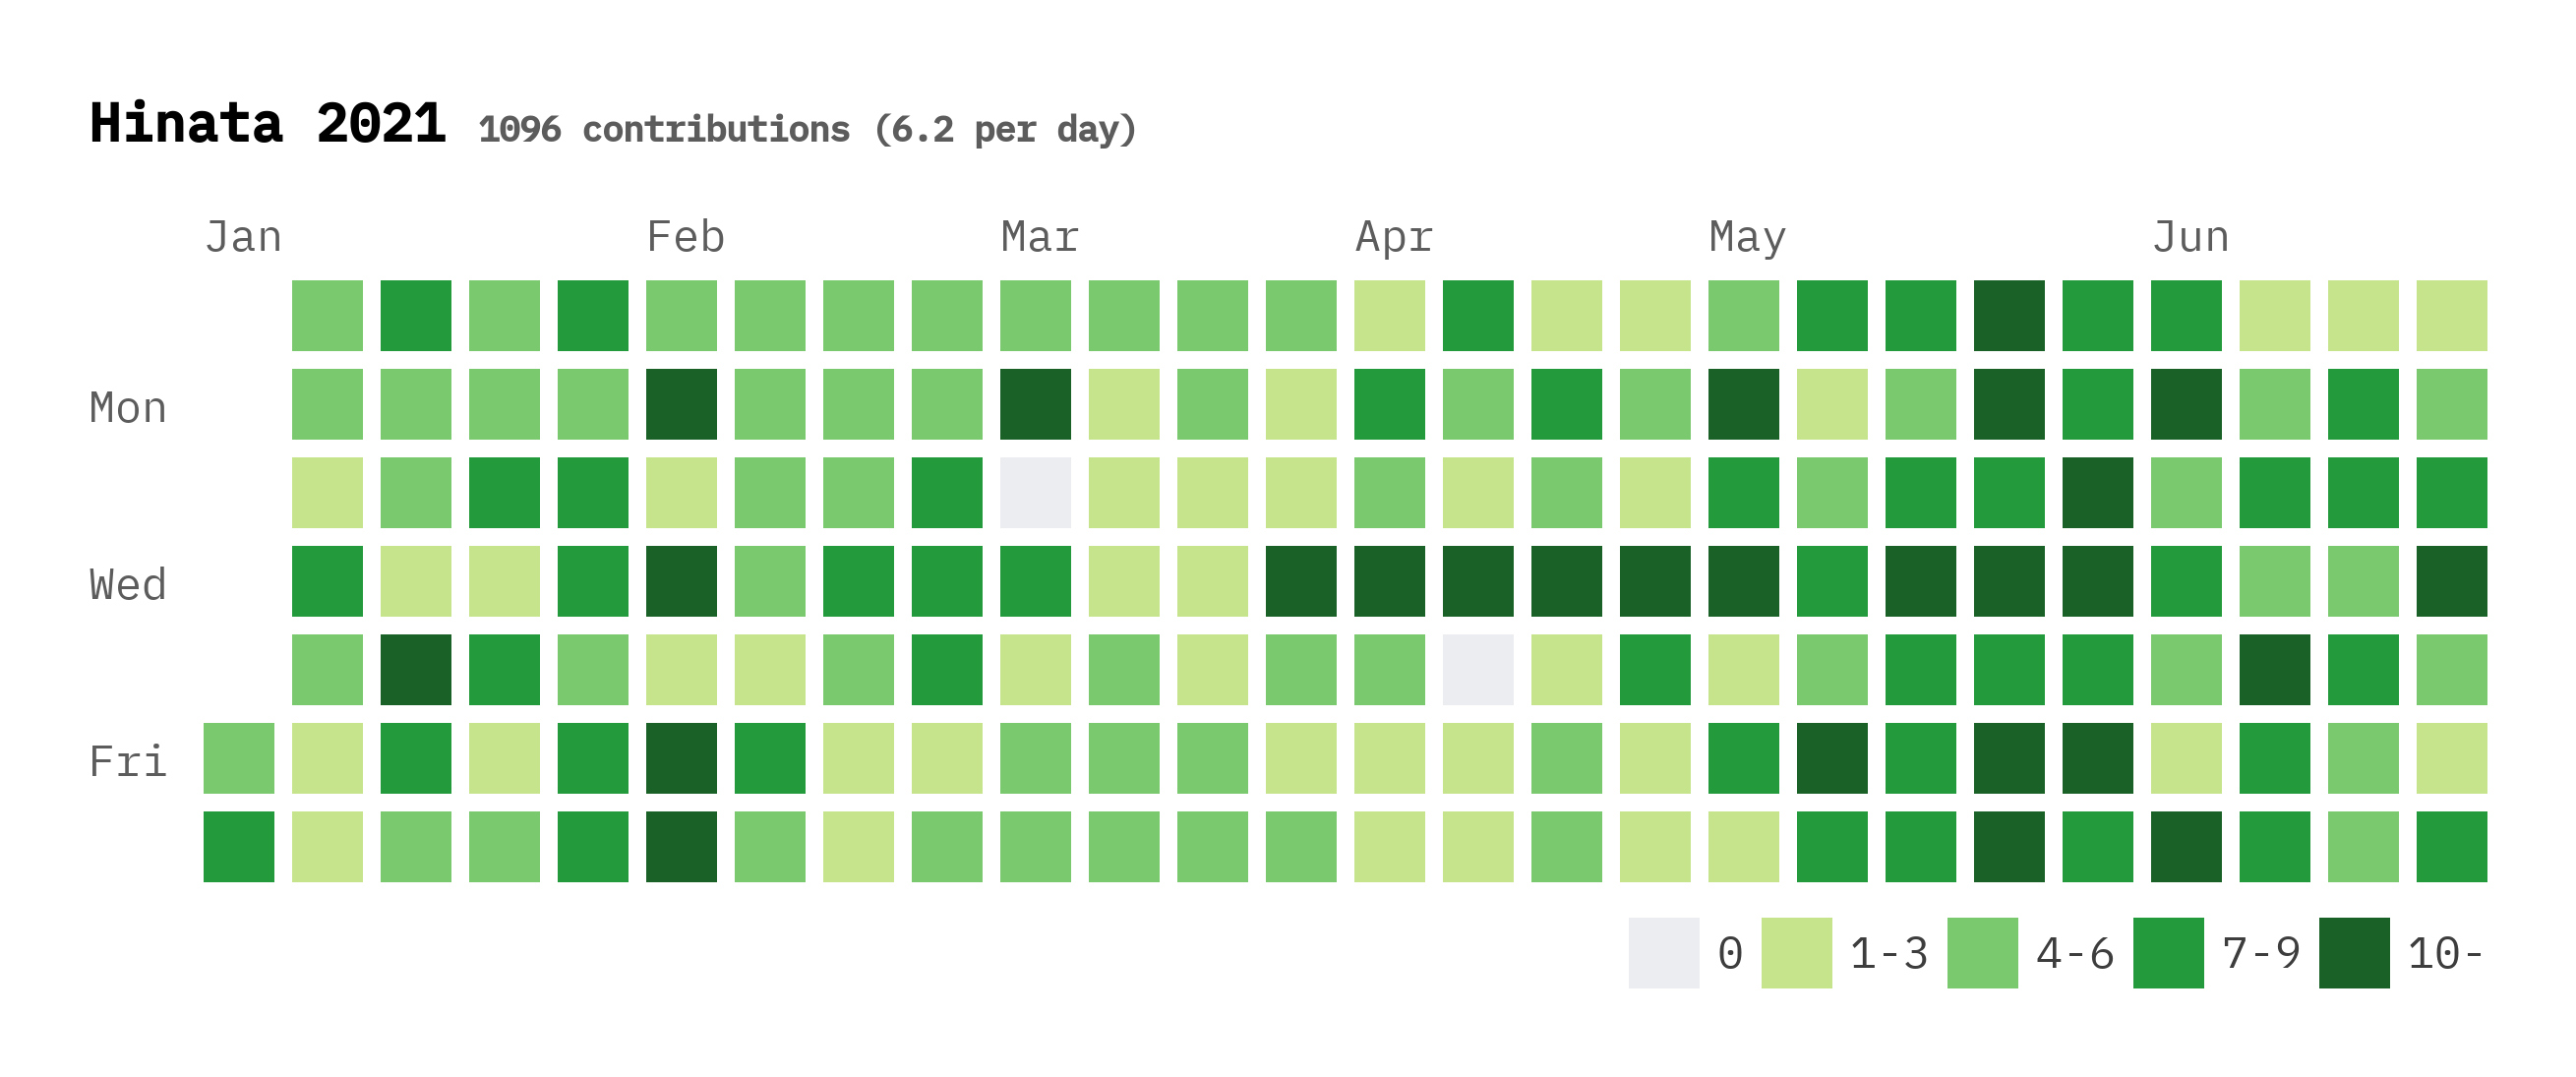 Hinata 2021 1096 contributions (6.2 per day)
Jan Feb Mar Apr May Jun
Mon
Wed
Fri
0 1-3 4-6 7-9 10-